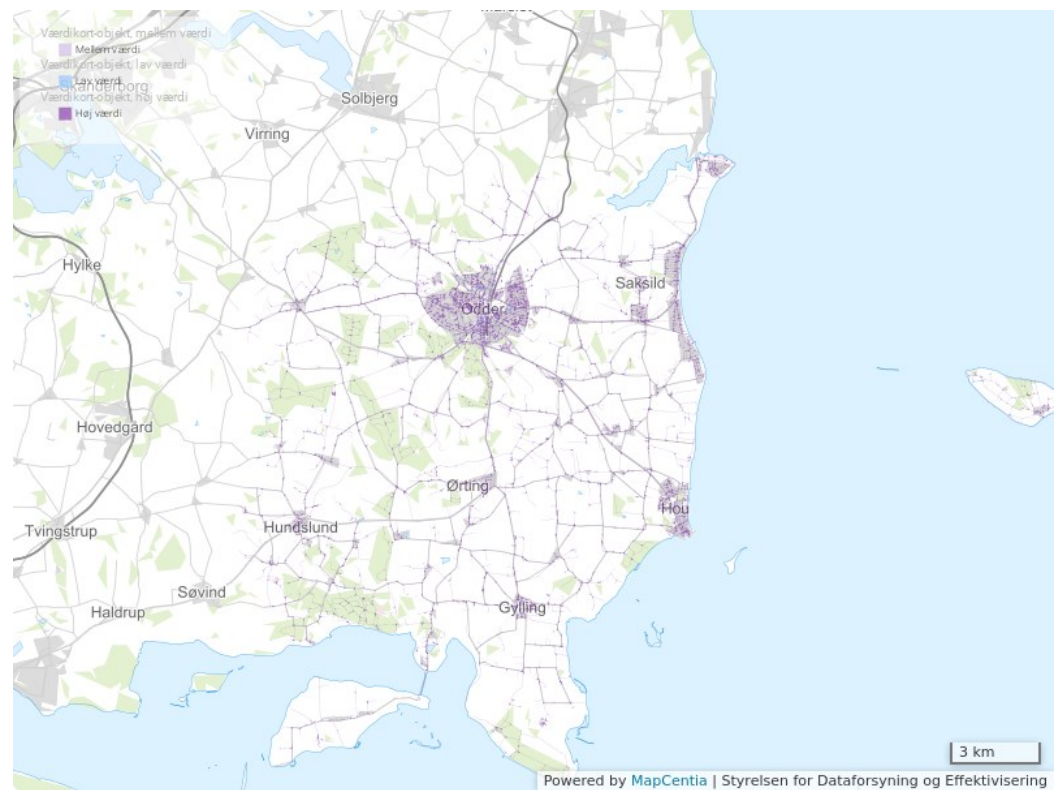 Værdikort-objekt, mellem værdi
Mellem værdi
Værdikort-objekt, lav værdi
Lav værdi
Skanderborg
Værdikort-objekt, høj værdi
Høj værdi
Solbjerg
Virring
Hylke
Saksild
Odder
Hovedgård
Ørting
Hou
Hundslund
Tvingstrup
Søvind
Haldrup
Gylling
3 km
Powered by MapCentia | Styrelsen for Dataforsyning og Effektivisering